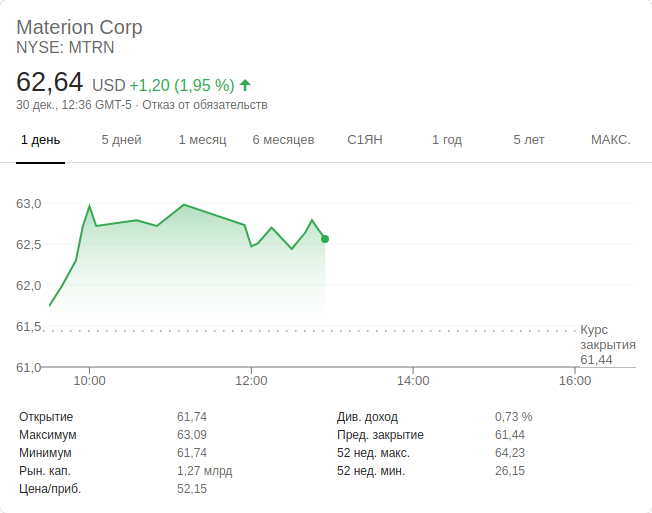 Materion Corp
NYSE: MTRN
62,64 USD +1,20 (1,95 %)
30 дек., 12:36 GMT-5 · Отказ от обязательств
1 день 5 дней 1 месяц 6 месяцев С1ЯН 1 год 5 лет МАКС.
63,0
62,5
62,0
61,5
61,0
Курс
закрытия
61,44
10:00 12:00 14:00 16:00
Открытие 61,74 Див. доход 0,73 %
Максимум 63,09 Пред. закрытие 61,44
Минимум 61,74 52 нед. макс. 64,23
Рын. кап. 1,27 млрд 52 нед. мин. 26,15
Цена/приб. 52,15